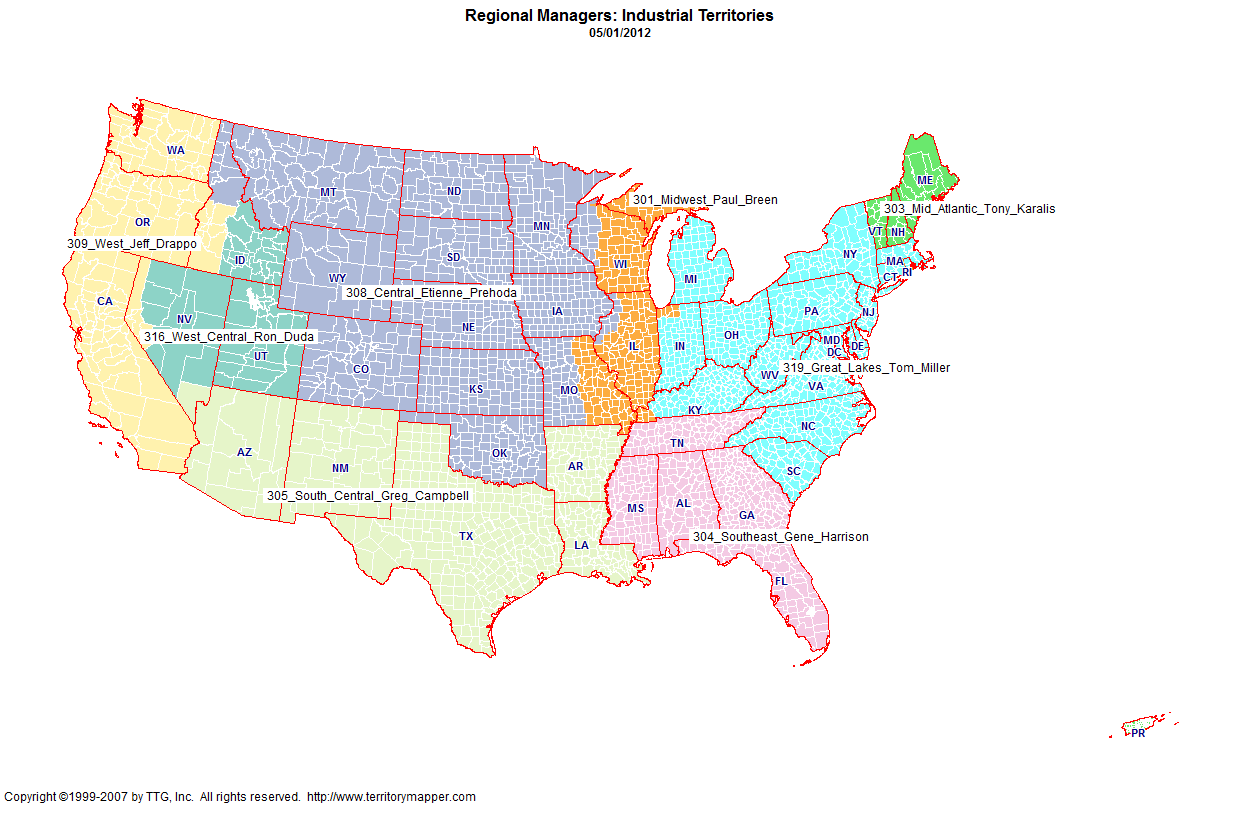 Regional Managers: Industrial Territories
05/01/2012
WA
MT
ND
MN
ME
301_Midwest_Paul_Breen
303_Mid_Atlantic_Tony_Karalis
OR
VT
NH
309_West_Jeff_Drappo
ID
SD
WI
MI
NY
MA
RI
CT
WY
308_Central_Etienne_Prehoda
CA
NV
NE
IA
PA
NJ
316_West_Central_Ron_Duda
UT
CO
IL
IN
OH
MD
DE
DC
319_Great_Lakes_Tom_Miller
KS
MO
WV
VA
KY
NC
AZ
NM
OK
AR
TN
SC
305_South_Central_Greg_Campbell
TX
LA
MS
AL
GA
304_Southeast_Gene_Harrison
FL
PR
Copyright ©1999-2007 by TTG, Inc. All rights reserved. http://www.territorymapper.com